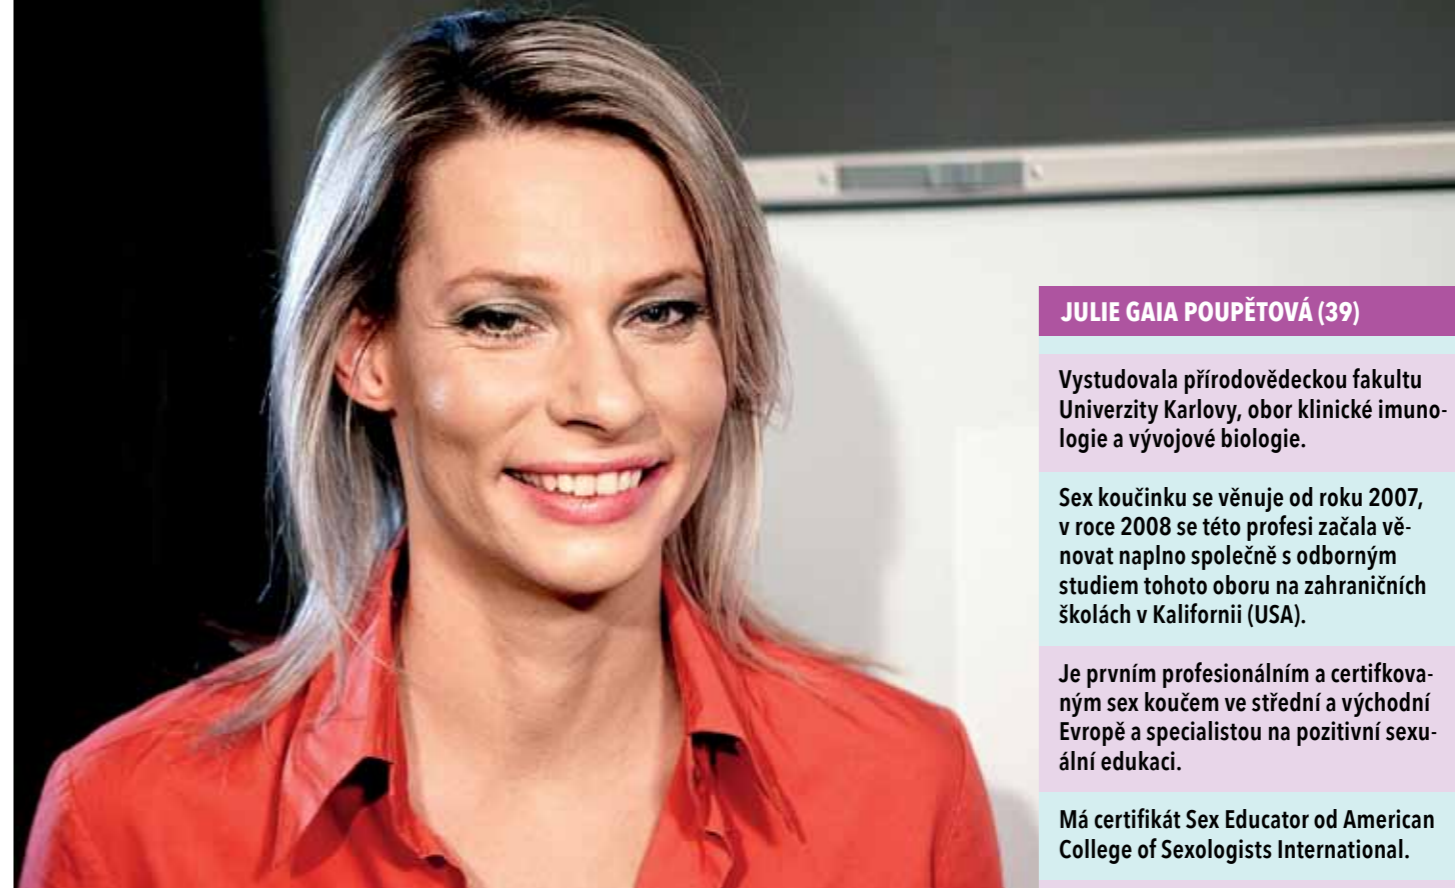 JULIE GAIA POUPĚTOVÁ (39)
Vystudovala přírodovědeckou fakultu
Univerzity Karlovy, obor klinické imuno-
logie a vývojové biologie.
Sex koučinku se věnuje od roku 2007,
v roce 2008 se této profesi začala vě-
novat naplno společně s odborným
studiem tohoto oboru na zahraničních
školách v Kalifornii (USA).
Je prvním profesionálním a certifkova-
ným sex koučem ve střední a východní
Evropě a specialistou na pozitivní sexu-
ální edukaci.
Má certifikát Sex Educator od American
College of Sexologists International.